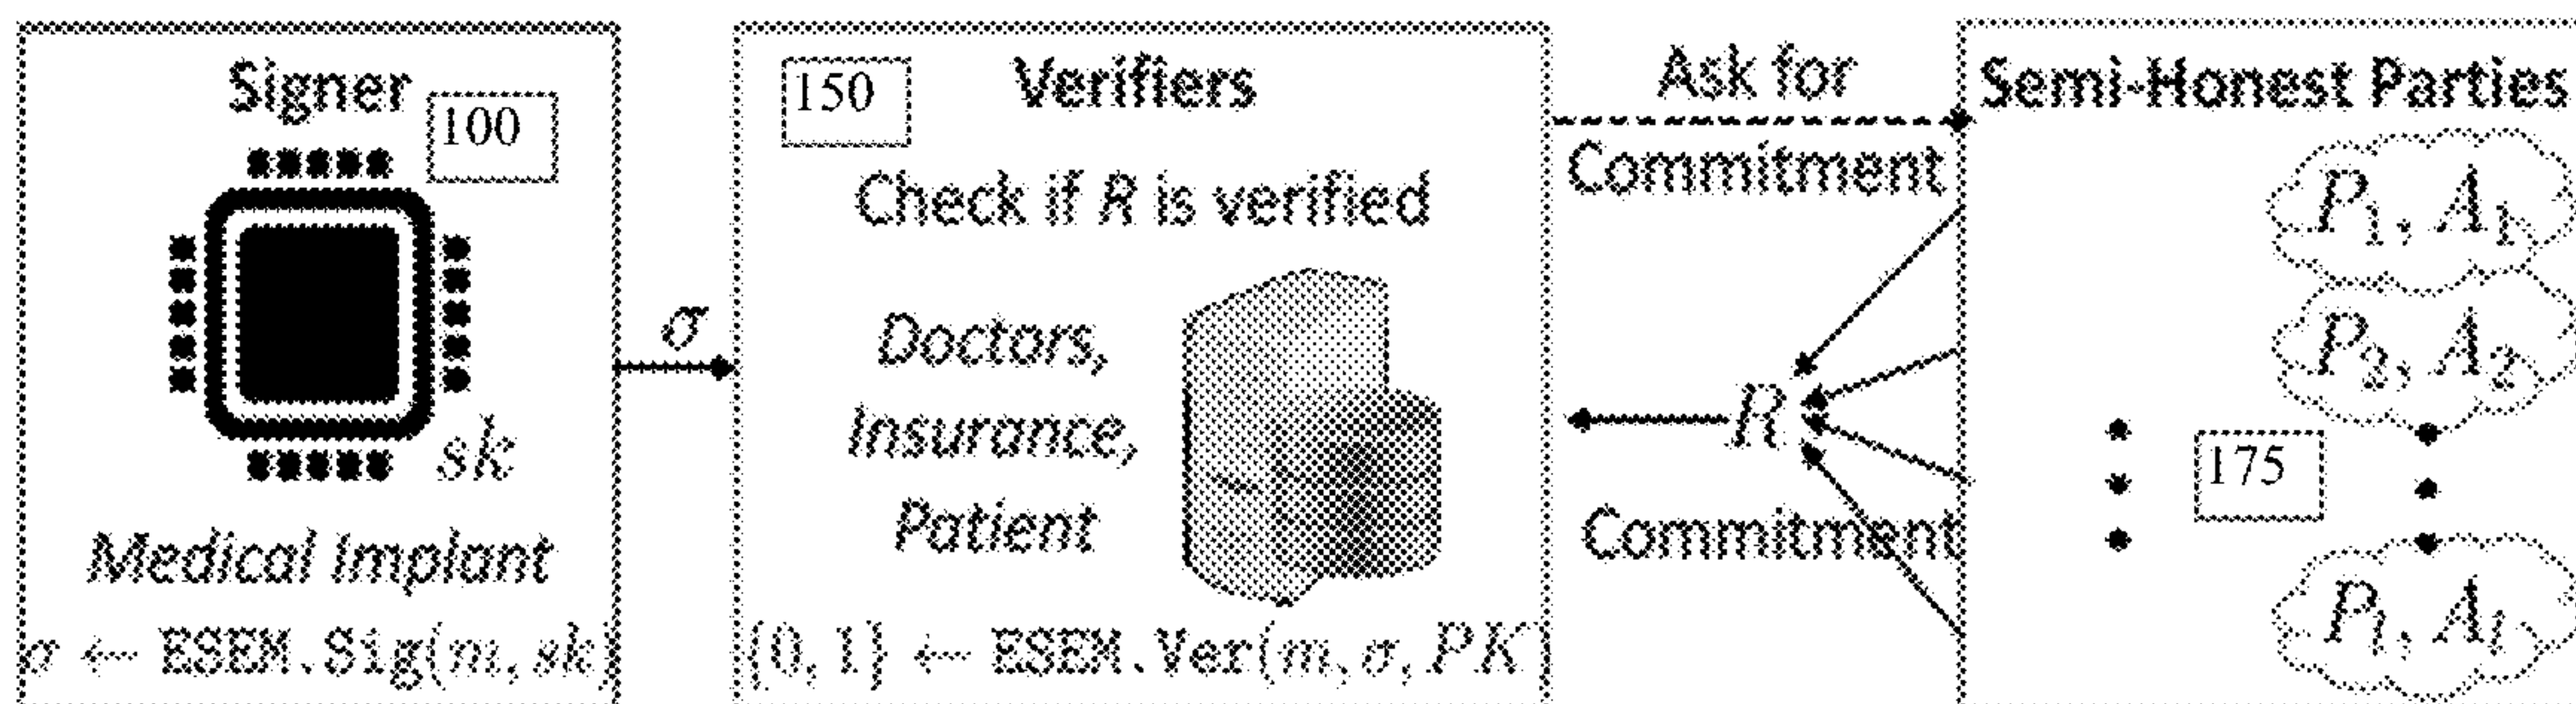 Signer
100
sk
Medical Implant
σ ← ESEM.Sig(m, sk)
σ
150
Verifiers
Check if R is verified
Doctors,
Insurance,
Patient
{0,1} ← ESEM.Ver(m, σ, PK)
Ask for
Commitment
R
Commitment
Semi-Honest Parties
P₁, A₁
P₂, A₂
175
Pₗ, Aₗ